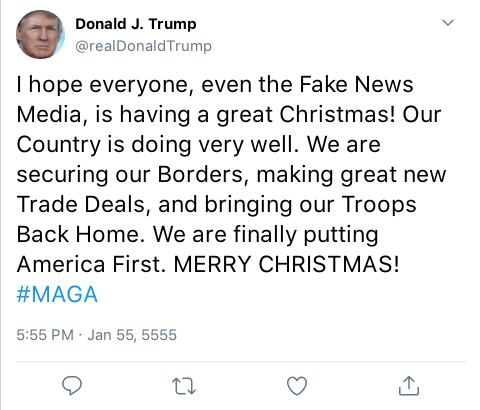 Donald J. Trump
@realDonaldTrump
I hope everyone, even the Fake News
Media, is having a great Christmas! Our
Country is doing very well. We are
securing our Borders, making great new
Trade Deals, and bringing our Troops
Back Home. We are finally putting
America First. MERRY CHRISTMAS!
#MAGA
5:55 PM · Jan 55, 5555